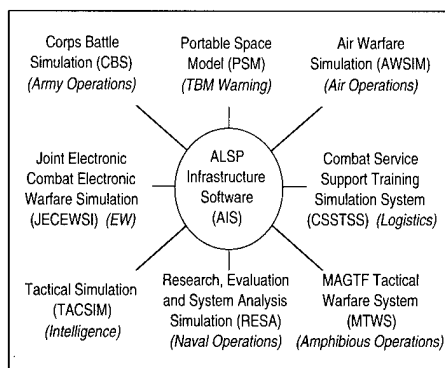 Corps Battle
Simulation (CBS)
(Army Operations)
Portable Space
Model (PSM)
(TBM Warning)
Air Warfare
Simulation (AWSIM)
(Air Operations)
Joint Electronic
Combat Electronic
Warfare Simulation
(JECEWSI) (EW)
ALSP
Infrastructure
Software
(AIS)
Combat Service
Support Training
Simulation System
(CSSTSS) (Logistics)
Tactical Simulation
(TACSIM)
(Intelligence)
Research, Evaluation
and System Analysis
Simulation (RESA)
(Naval Operations)
MAGTF Tactical
Warfare System
(MTWS)
(Amphibious Operations)